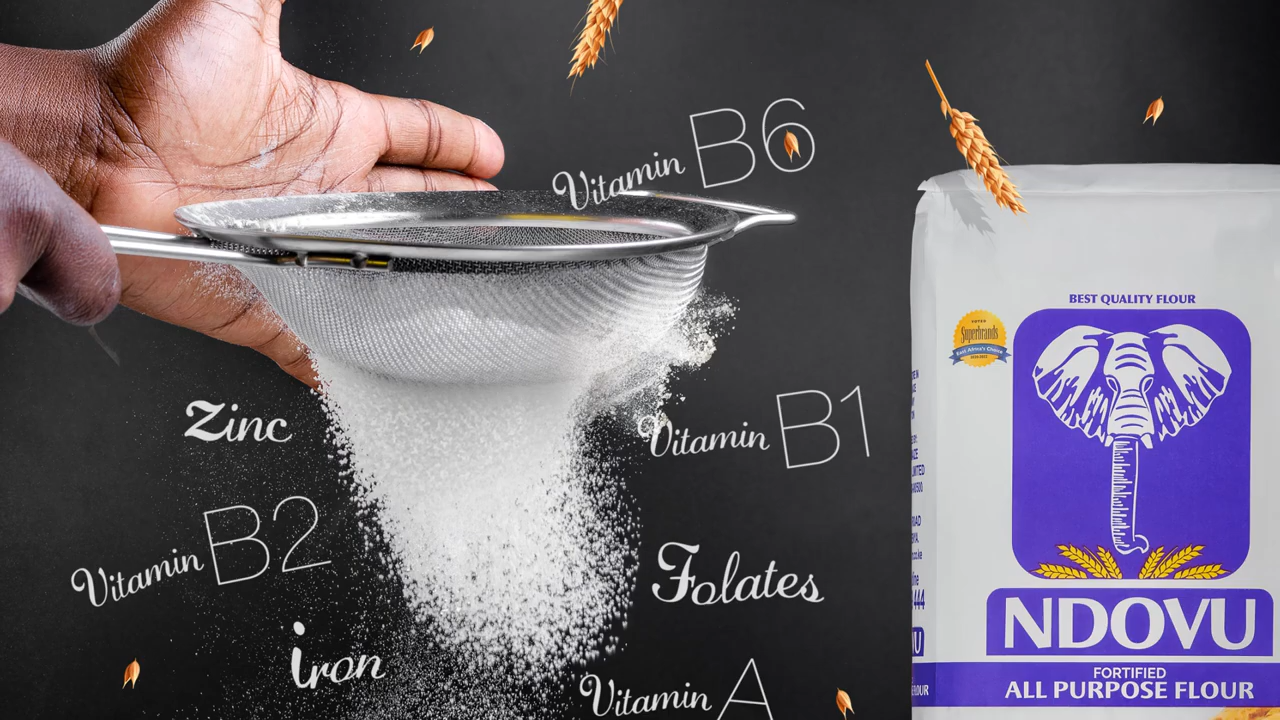 Vitamin B6
Zinc
Vitamin B1
Vitamin B2
Folates
iron
Vitamin A
BEST QUALITY FLOUR
Superbrands
East Africa's Choice
NDOVU
FORTIFIED
ALL PURPOSE FLOUR